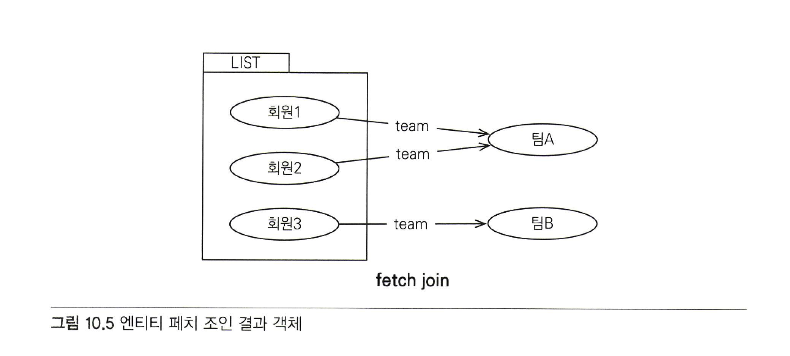 LIST
회원1
team
팀A
회원2
team
회원3
team
팀B
fetch join
그림 10.5 엔티티 페치 조인 결과 객체